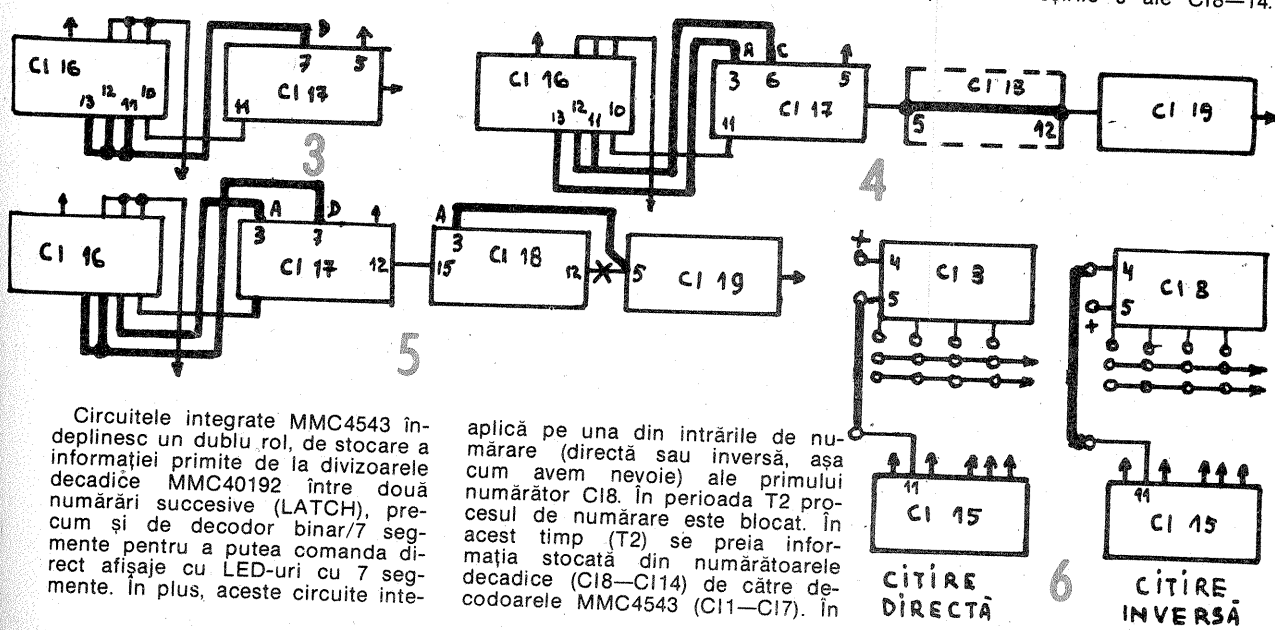 ale CI8—14.
D
CI 16
7
5
CI 17
13 12 11 10
11
3
CI 16
A C
3 6 5
CI 17
13 12 11 10
11
CI 18
5 12
CI 19
4
CI 16
A D
3 7
CI 17
12
A
3
CI 18
15 12
5
CI 19
5
+
4
CI 3
5
11
CI 15
CITIRE
DIRECTĂ
4
CI 8
5
+
11
CI 15
CITIRE
INVERSĂ
6
Circuitele integrate MMC4543 în-
deplinesc un dublu rol, de stocare a
informației primite de la divizoarele
decadice MMC40192 între două
numărări succesive (LATCH), pre-
cum și de decodor binar/7 seg-
mente pentru a putea comanda di-
rect afișaje cu LED-uri cu 7 seg-
mente. În plus, aceste circuite inte-
aplică pe una din intrările de nu-
mărare (directă sau inversă, așa
cum avem nevoie) ale primului
numărător CI8. În perioada T2 pro-
cesul de numărare este blocat. În
acest timp (T2) se preia infor-
mația stocată din numărătoarele
decadice (CI8—CI14) de către de-
codoarele MMC4543 (CI1—CI7). În